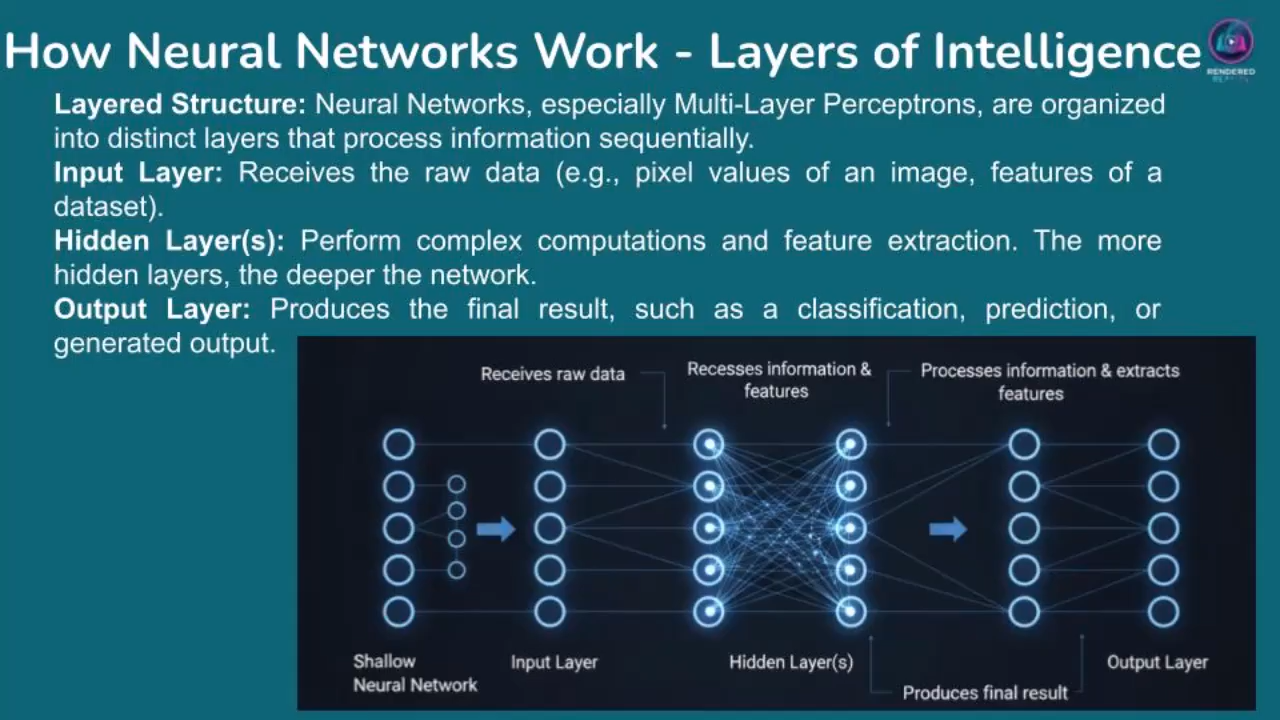 How Neural Networks Work - Layers of Intelligence
RENDERED
Layered Structure: Neural Networks, especially Multi-Layer Perceptrons, are organized
into distinct layers that process information sequentially.
Input Layer: Receives the raw data (e.g., pixel values of an image, features of a
dataset).
Hidden Layer(s): Perform complex computations and feature extraction. The more
hidden layers, the deeper the network.
Output Layer: Produces the final result, such as a classification, prediction, or
generated output.
Receives raw data
Recesses information &
features
Processes information & extracts
features
Shallow
Neural Network
Input Layer
Hidden Layer(s)
Output Layer
Produces final result